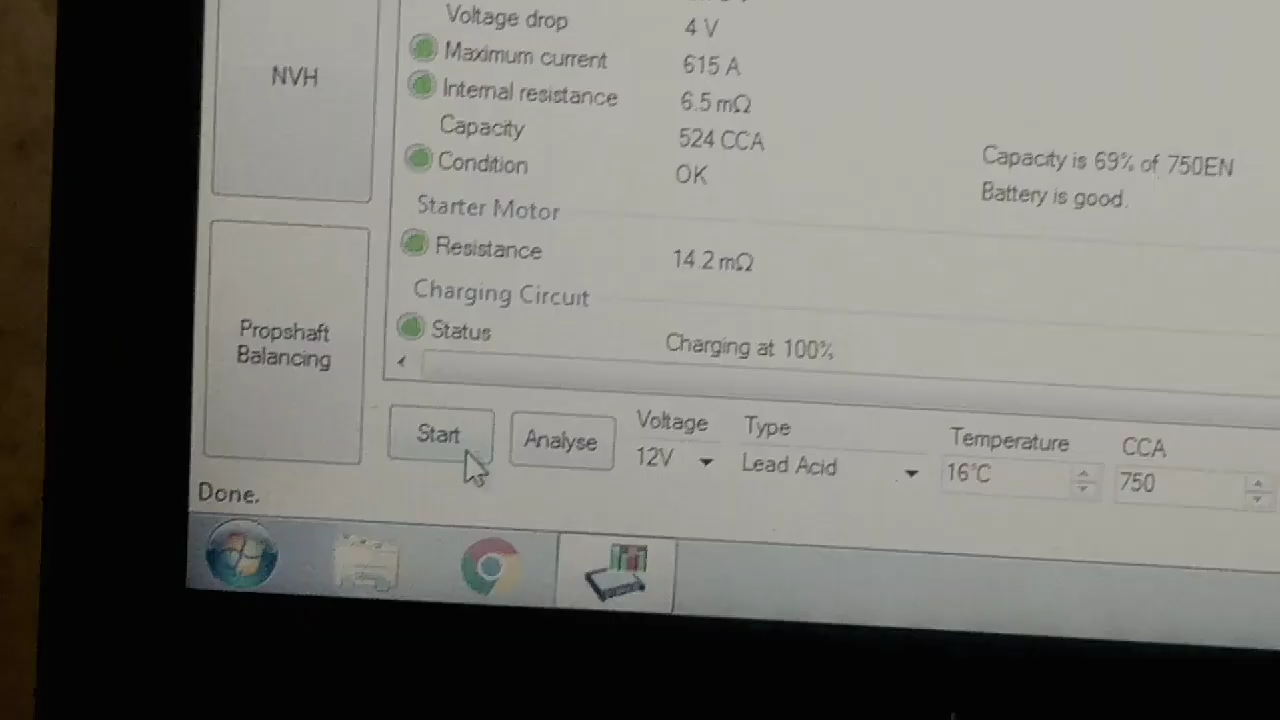 Voltage drop 4 V
NVH
Maximum current 615 A
Internal resistance 6.5 mΩ
Capacity 524 CCA Capacity is 69% of 750EN
Condition OK Battery is good.
Starter Motor
Resistance 14.2 mΩ
Charging Circuit
Propshaft
Balancing
Status Charging at 100%
Start Analyse Voltage Type Temperature CCA
12V Lead Acid 16°C 750
Done.